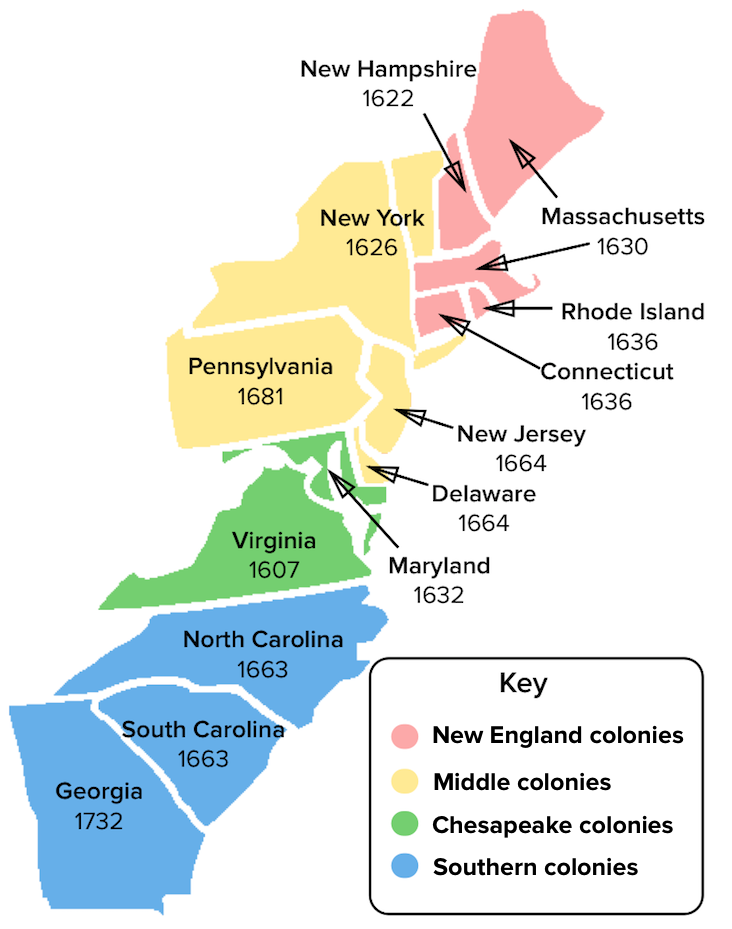 New Hampshire
1622
Massachusetts
1630
New York
1626
Rhode Island
1636
Connecticut
1636
Pennsylvania
1681
New Jersey
1664
Delaware
1664
Virginia
1607
Maryland
1632
North Carolina
1663
South Carolina
1663
Georgia
1732
Key
New England colonies
Middle colonies
Chesapeake colonies
Southern colonies